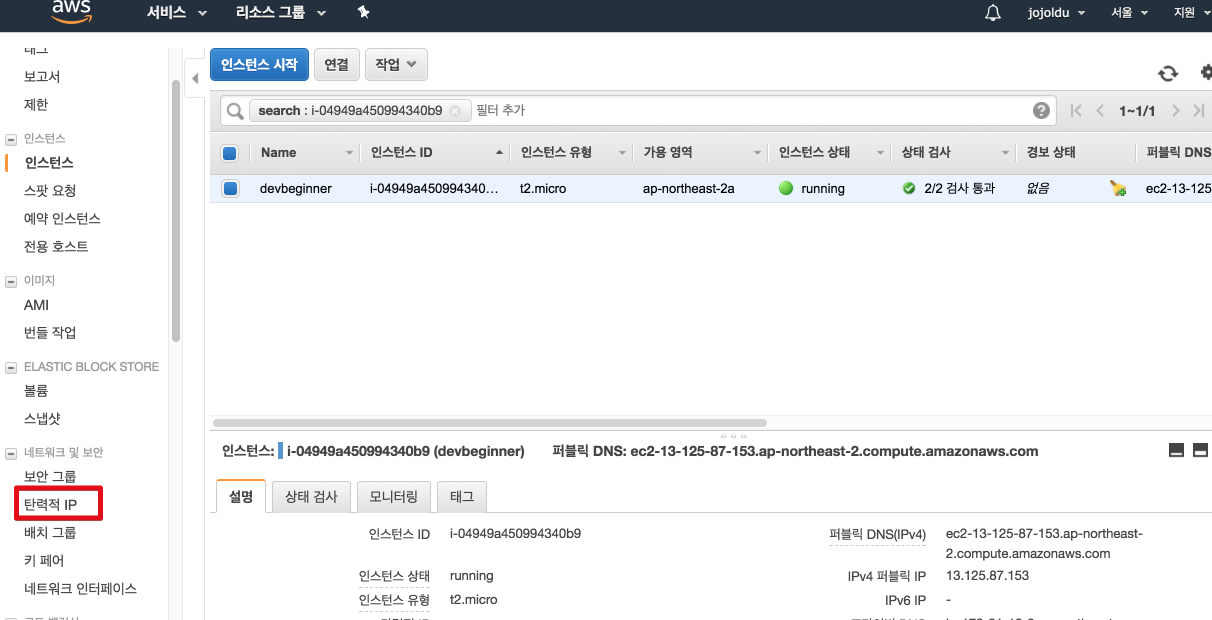 aws 서비스 리소스 그룹 jojoldu 서울 지원
태그
보고서
제한
인스턴스
인스턴스
스팟 요청
예약 인스턴스
전용 호스트
이미지
AMI
번들 작업
ELASTIC BLOCK STORE
볼륨
스냅샷
네트워크 및 보안
보안 그룹
탄력적 IP
배치 그룹
키 페어
네트워크 인터페이스
인스턴스 시작 연결 작업
search : i-04949a450994340b9 필터 추가 1~1/1
Name 인스턴스 ID 인스턴스 유형 가용 영역 인스턴스 상태 상태 검사 경보 상태 퍼블릭 DNS
devbeginner i-04949a450994340... t2.micro ap-northeast-2a running 2/2 검사 통과 없음 ec2-13-125
인스턴스: i-04949a450994340b9 (devbeginner) 퍼블릭 DNS: ec2-13-125-87-153.ap-northeast-2.compute.amazonaws.com
설명 상태 검사 모니터링 태그
인스턴스 ID i-04949a450994340b9
인스턴스 상태 running
인스턴스 유형 t2.micro
퍼블릭 DNS(IPv4) ec2-13-125-87-153.ap-northeast-
2.compute.amazonaws.com
IPv4 퍼블릭 IP 13.125.87.153
IPv6 IP -